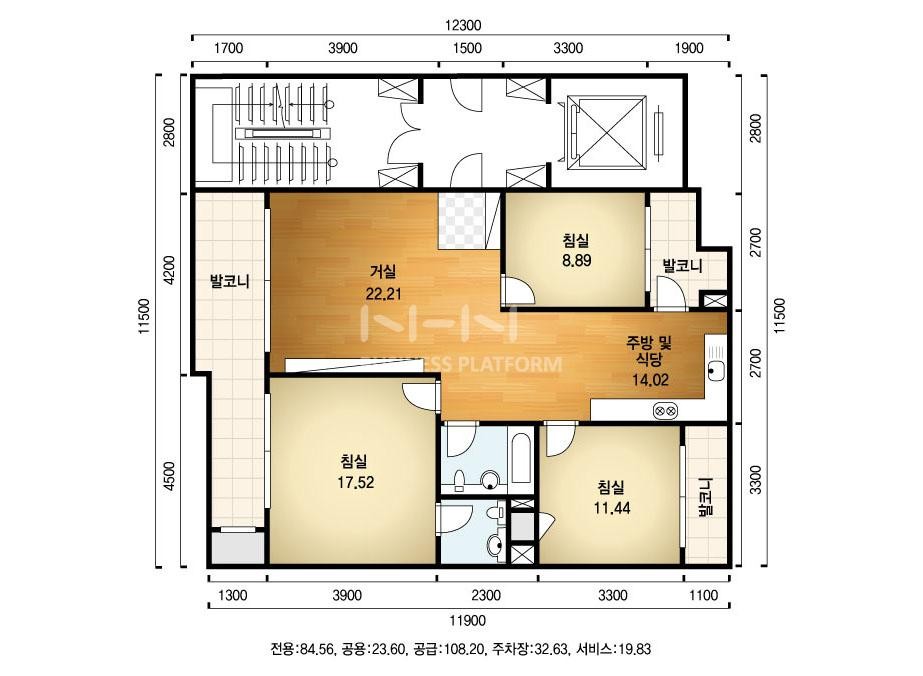 12300
1700 3900 1500 3300 1900
2800 2800
4200 2700
11500 11500
4500 2700
3300
발코니
거실
22.21
침실
8.89
발코니
주방 및
식당
14.02
N-H-N
BUSINESS PLATFORM
침실
17.52
침실
11.44
발코니
1300 3900 2300 3300 1100
11900
전용:84.56, 공용:23.60, 공급:108.20, 주차장:32.63, 서비스:19.83